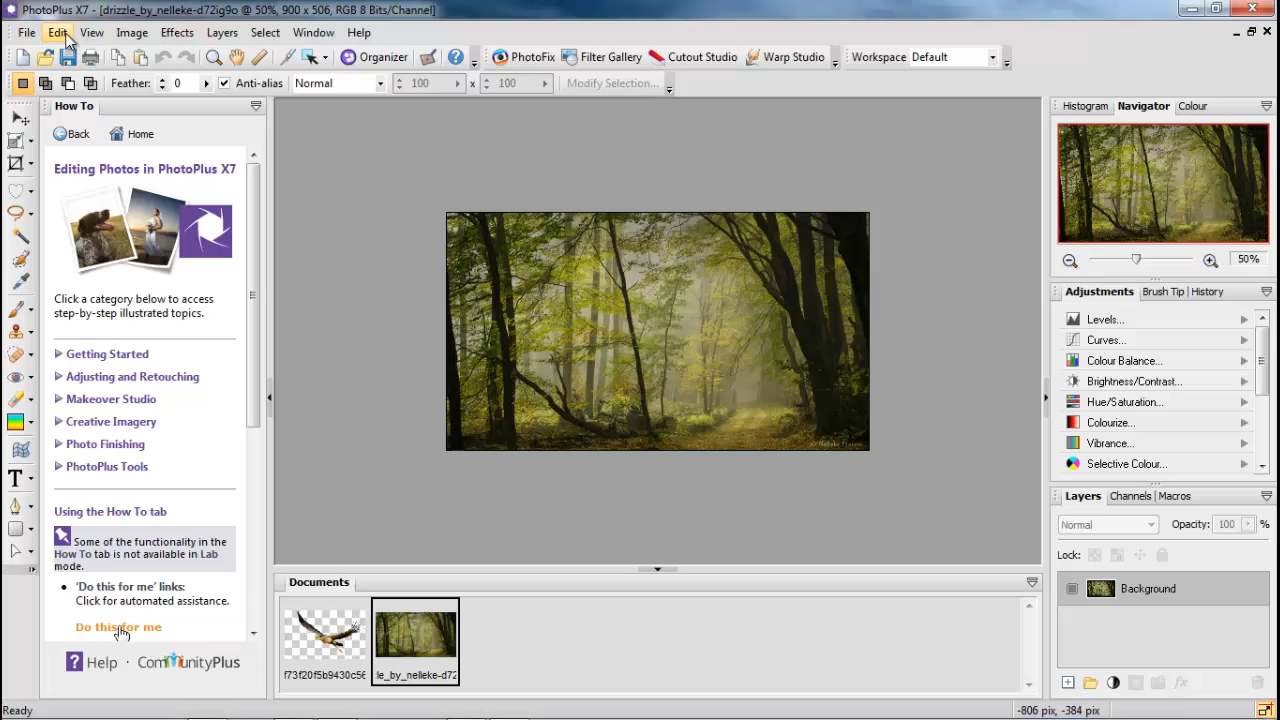 PhotoPlus X7 - [drizzle_by_nelleke-d72ig9o @ 50%, 900 x 506, RGB 8 Bits/Channel]
File Edit View Image Effects Layers Select Window Help
Organizer PhotoFix Filter Gallery Cutout Studio Warp Studio Workspace Default
Feather: 0 Anti-alias Normal 100 x 100 Modify Selection...
How To
Back Home
Editing Photos in PhotoPlus X7
Click a category below to access
step-by-step illustrated topics.
Getting Started
Adjusting and Retouching
Makeover Studio
Creative Imagery
Photo Finishing
PhotoPlus Tools
Using the How To tab
Some of the functionality in the
How To tab is not available in Lab
mode.
• 'Do this for me' links:
Click for automated assistance.
Do this for me
? Help · CommunityPlus
Documents
f73f20f5b9430c56
le_by_nelleke-d72
Histogram Navigator Colour
50%
Adjustments Brush Tip | History
Levels...
Curves...
Colour Balance...
Brightness/Contrast...
Hue/Saturation...
Colourize...
Vibrance...
Selective Colour...
Layers Channels | Macros
Normal Opacity: 100 %
Lock:
Background
Ready
-806 pix, -384 pix